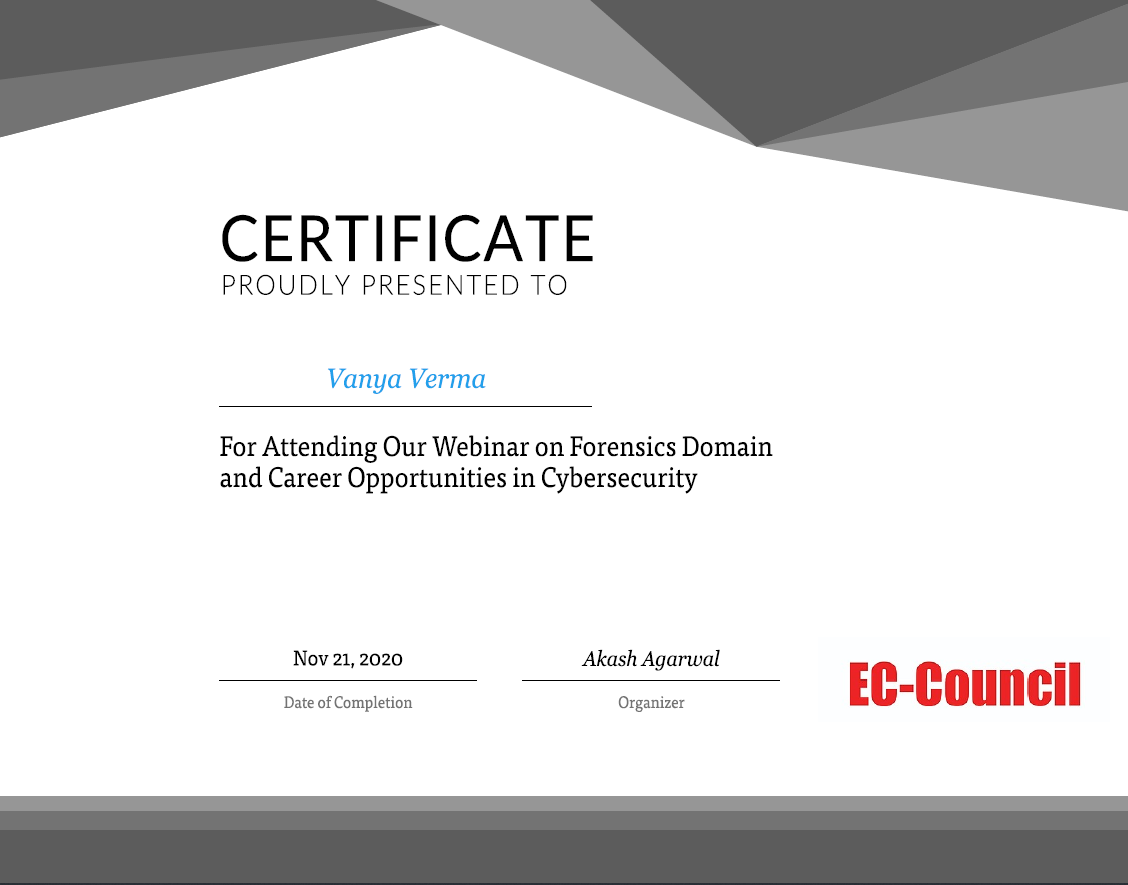 CERTIFICATE
PROUDLY PRESENTED TO
Vanya Verma
For Attending Our Webinar on Forensics Domain
and Career Opportunities in Cybersecurity
Nov 21, 2020
Akash Agarwal
EC-Council
Date of Completion
Organizer